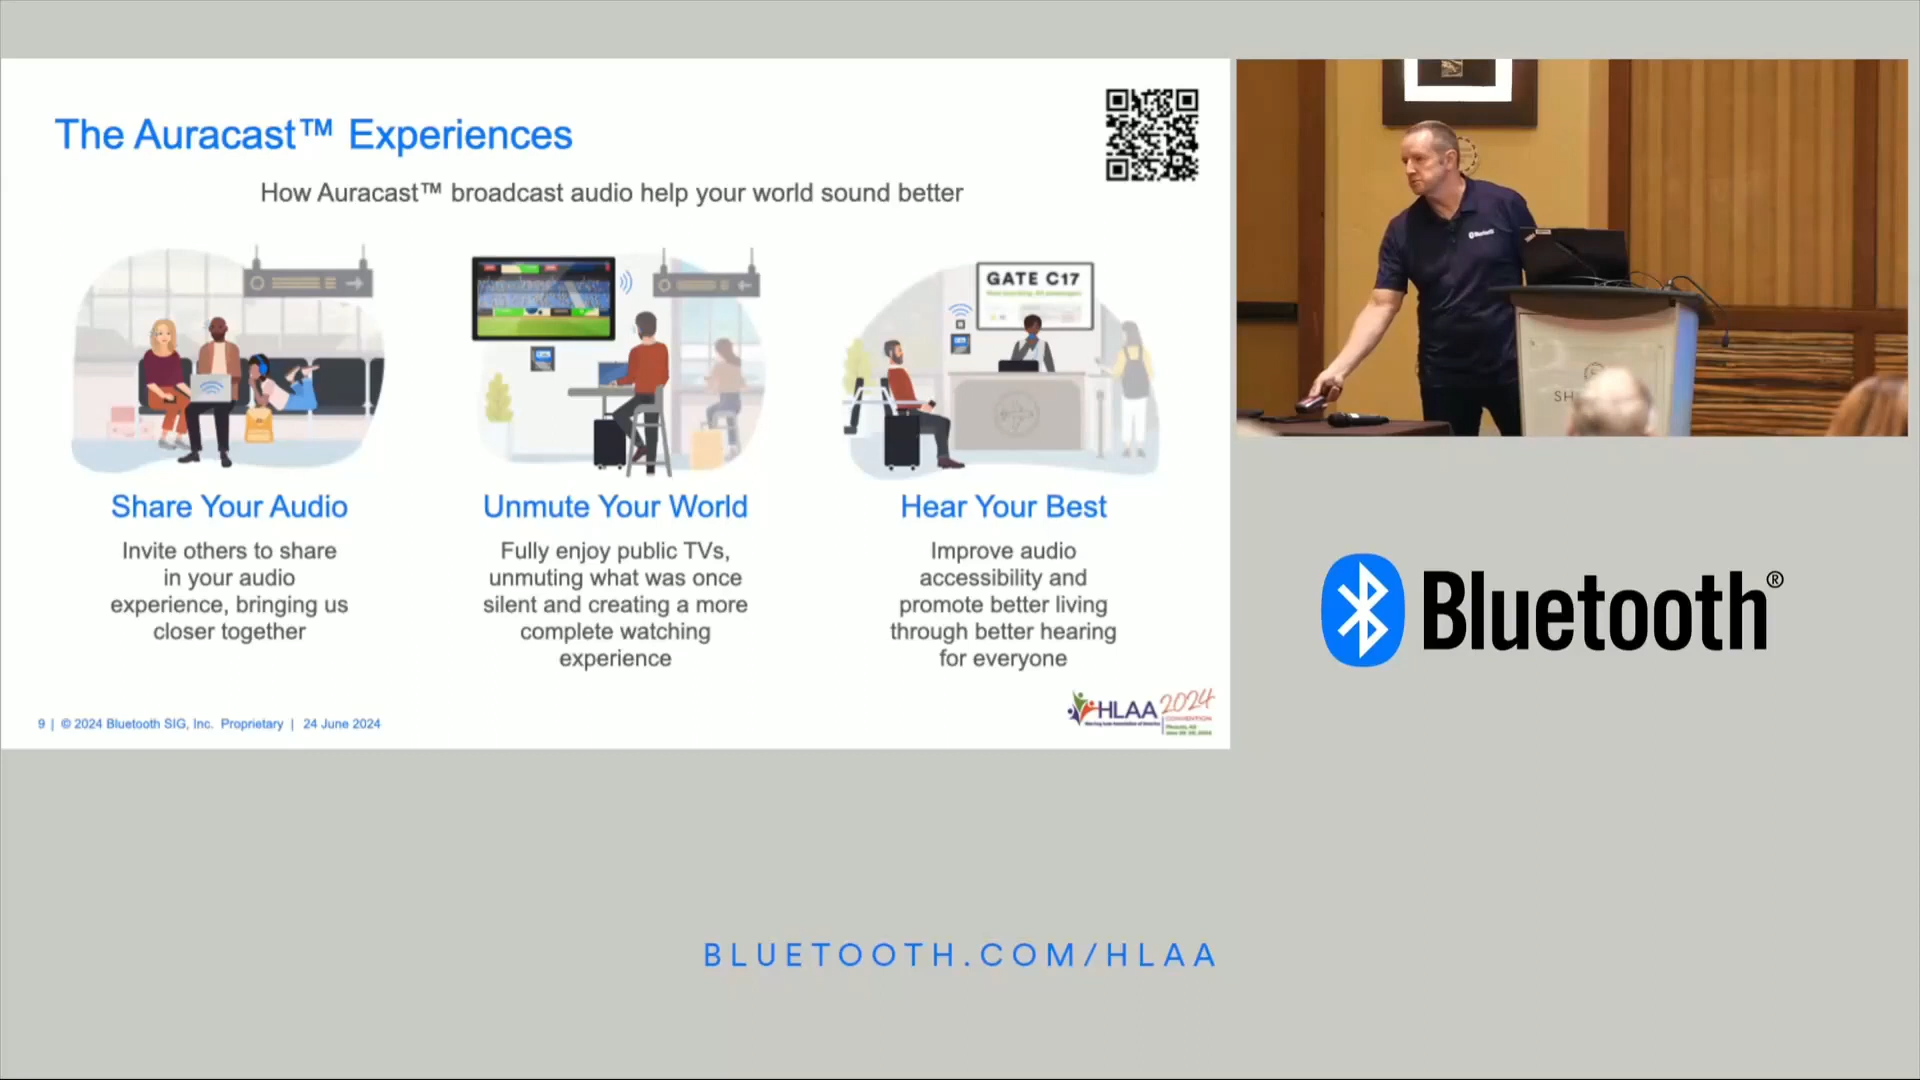 The Auracast™ Experiences
How Auracast™ broadcast audio help your world sound better
GATE C17
Share Your Audio
Invite others to share
in your audio
experience, bringing us
closer together
Unmute Your World
Fully enjoy public TVs,
unmuting what was once
silent and creating a more
complete watching
experience
Hear Your Best
Improve audio
accessibility and
promote better living
through better hearing
for everyone
9 | © 2024 Bluetooth SIG, Inc. Proprietary | 24 June 2024
HLAA 2024
CONVENTION
Bluetooth
SH
Bluetooth®
BLUETOOTH.COM/HLAA